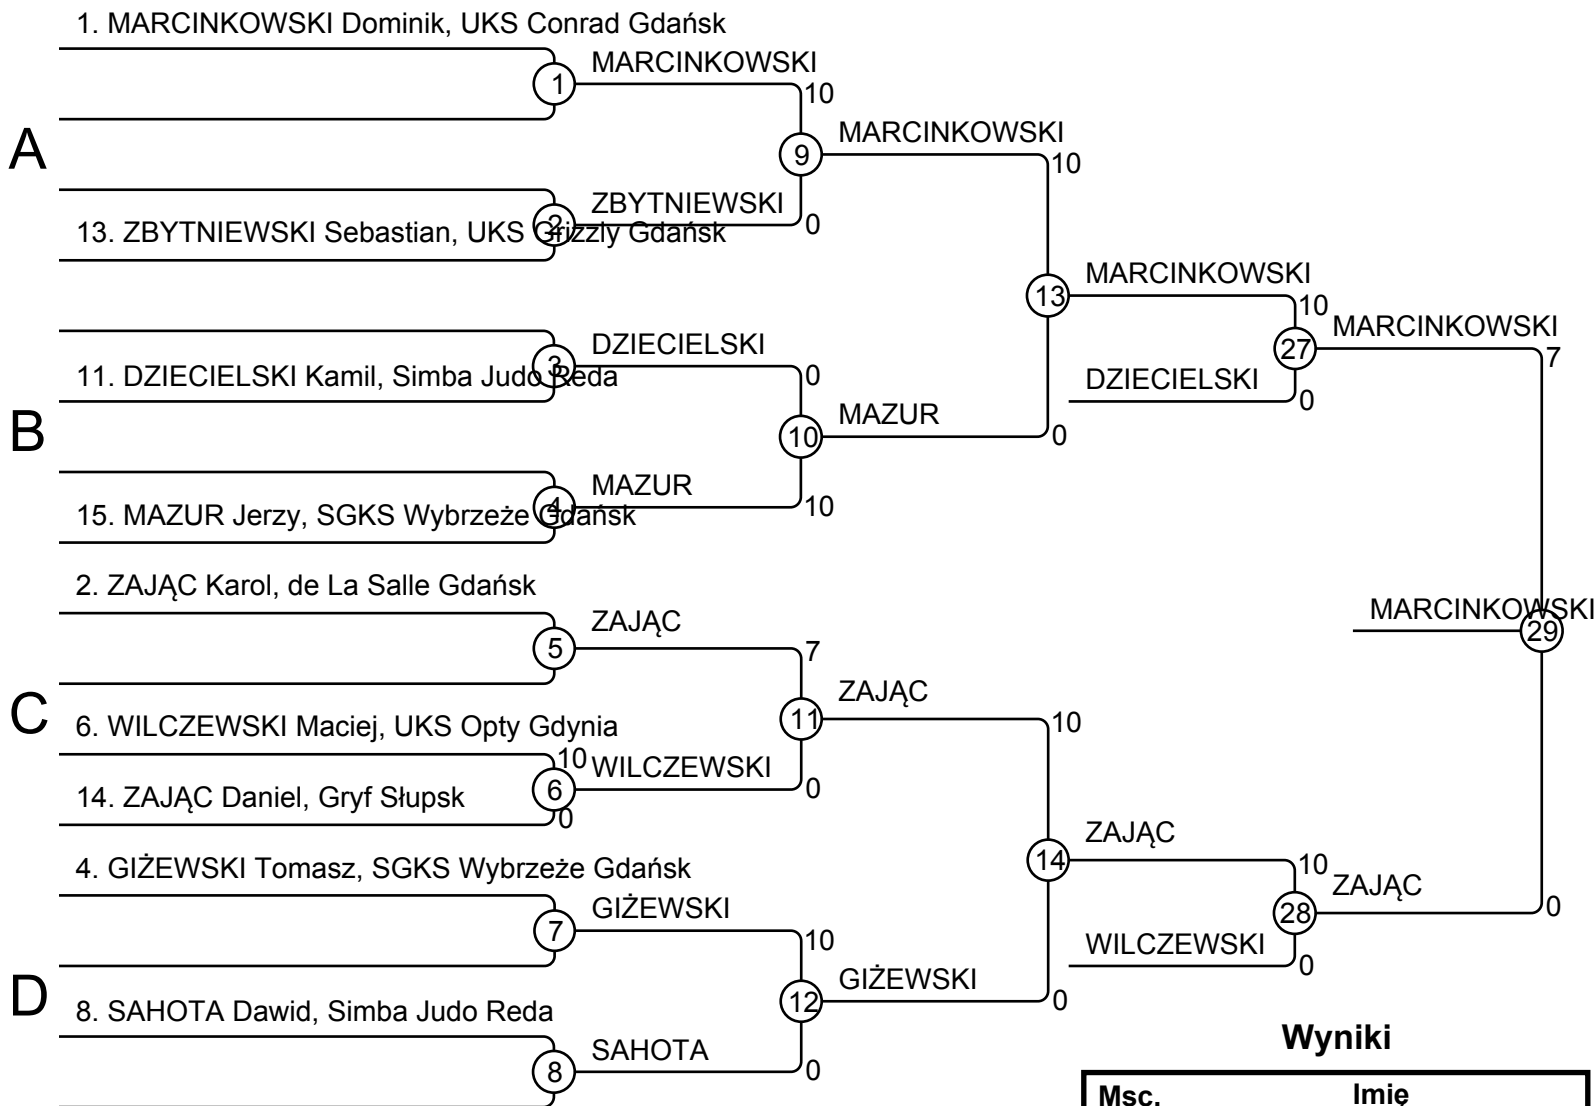 1. MARCINKOWSKI Dominik, UKS Conrad Gdańsk
1
MARCINKOWSKI
10
A
9
MARCINKOWSKI
10
2
ZBYTNIEWSKI
0
13. ZBYTNIEWSKI Sebastian, UKS Grizzly Gdańsk
13
MARCINKOWSKI
10
3
DZIECIELSKI
0
11. DZIECIELSKI Kamil, Simba Judo Reda
27
MARCINKOWSKI
7
DZIECIELSKI
0
B
10
MAZUR
0
4
MAZUR
10
15. MAZUR Jerzy, SGKS Wybrzeże Gdańsk
2. ZAJĄC Karol, de La Salle Gdańsk
5
ZAJĄC
7
MARCINKOWSKI
29
C
11
ZAJĄC
10
6. WILCZEWSKI Maciej, UKS Opty Gdynia
10
6
WILCZEWSKI
0
14. ZAJĄC Daniel, Gryf Słupsk
0
14
ZAJĄC
10
4. GIŻEWSKI Tomasz, SGKS Wybrzeże Gdańsk
7
GIŻEWSKI
10
28
ZAJĄC
0
WILCZEWSKI
0
D
12
GIŻEWSKI
0
8. SAHOTA Dawid, Simba Judo Reda
8
SAHOTA
0
Wyniki
Msc. Imię